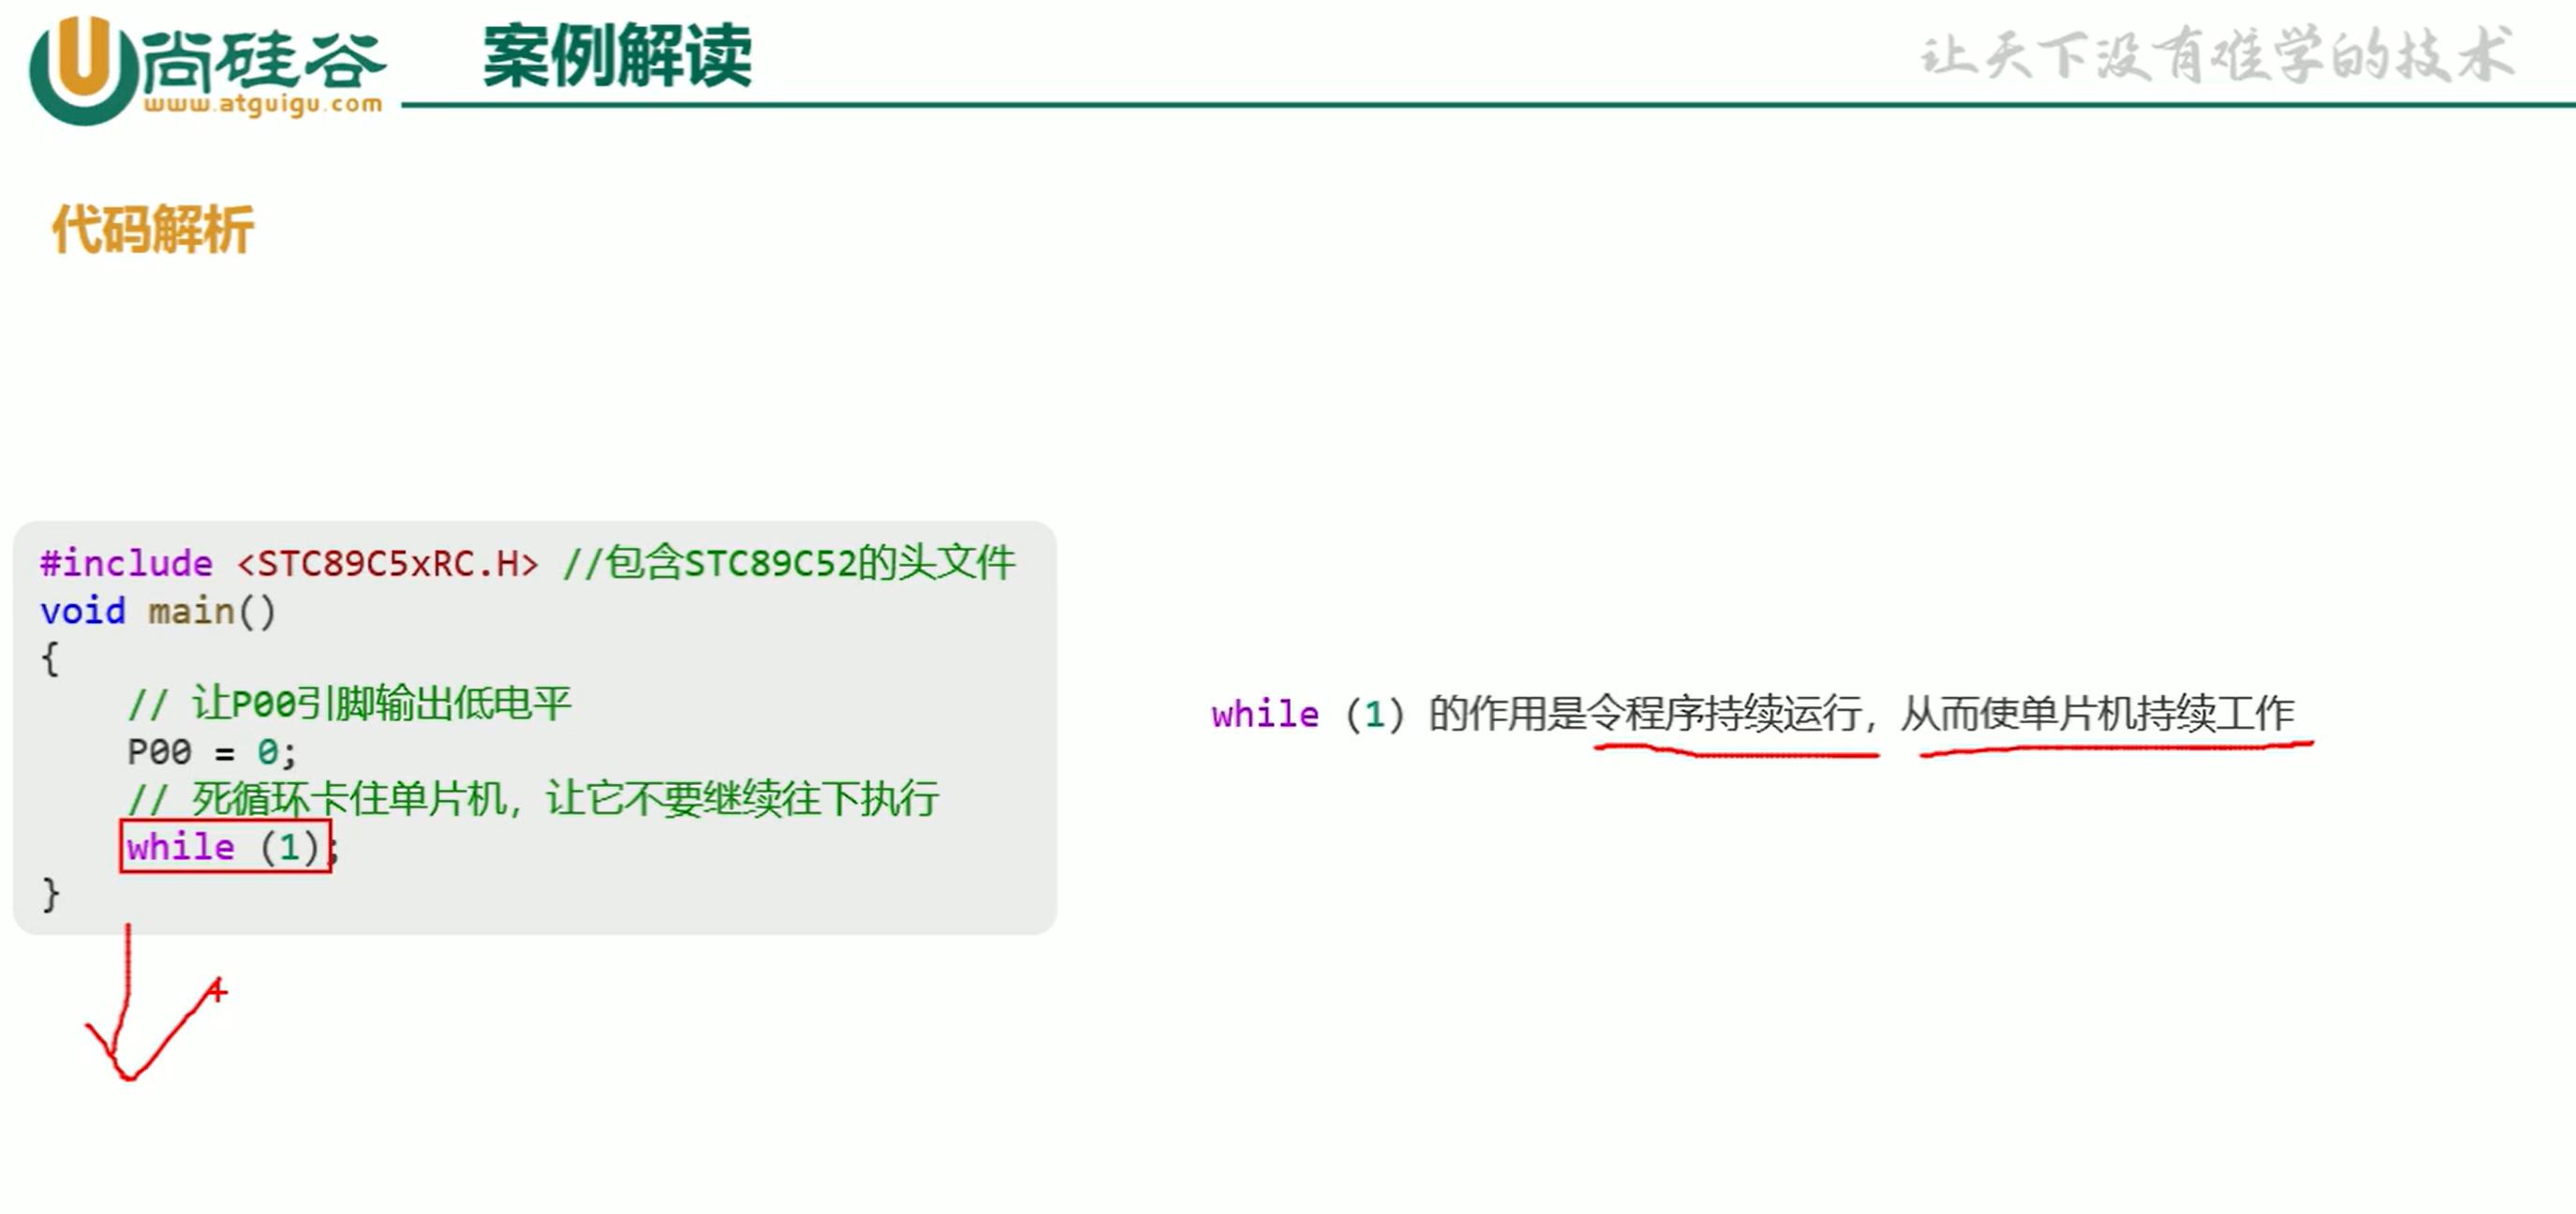 尚硅谷
www.atguigu.com
案例解读
让天下没有难学的技术
代码解析
#include <STC89C5xRC.H> //包含STC89C52的头文件
void main()
{
// 让P00引脚输出低电平
P00 = 0;
// 死循环卡住单片机，让它不要继续往下执行
while (1);
}
while (1) 的作用是令程序持续运行，从而使单片机持续工作